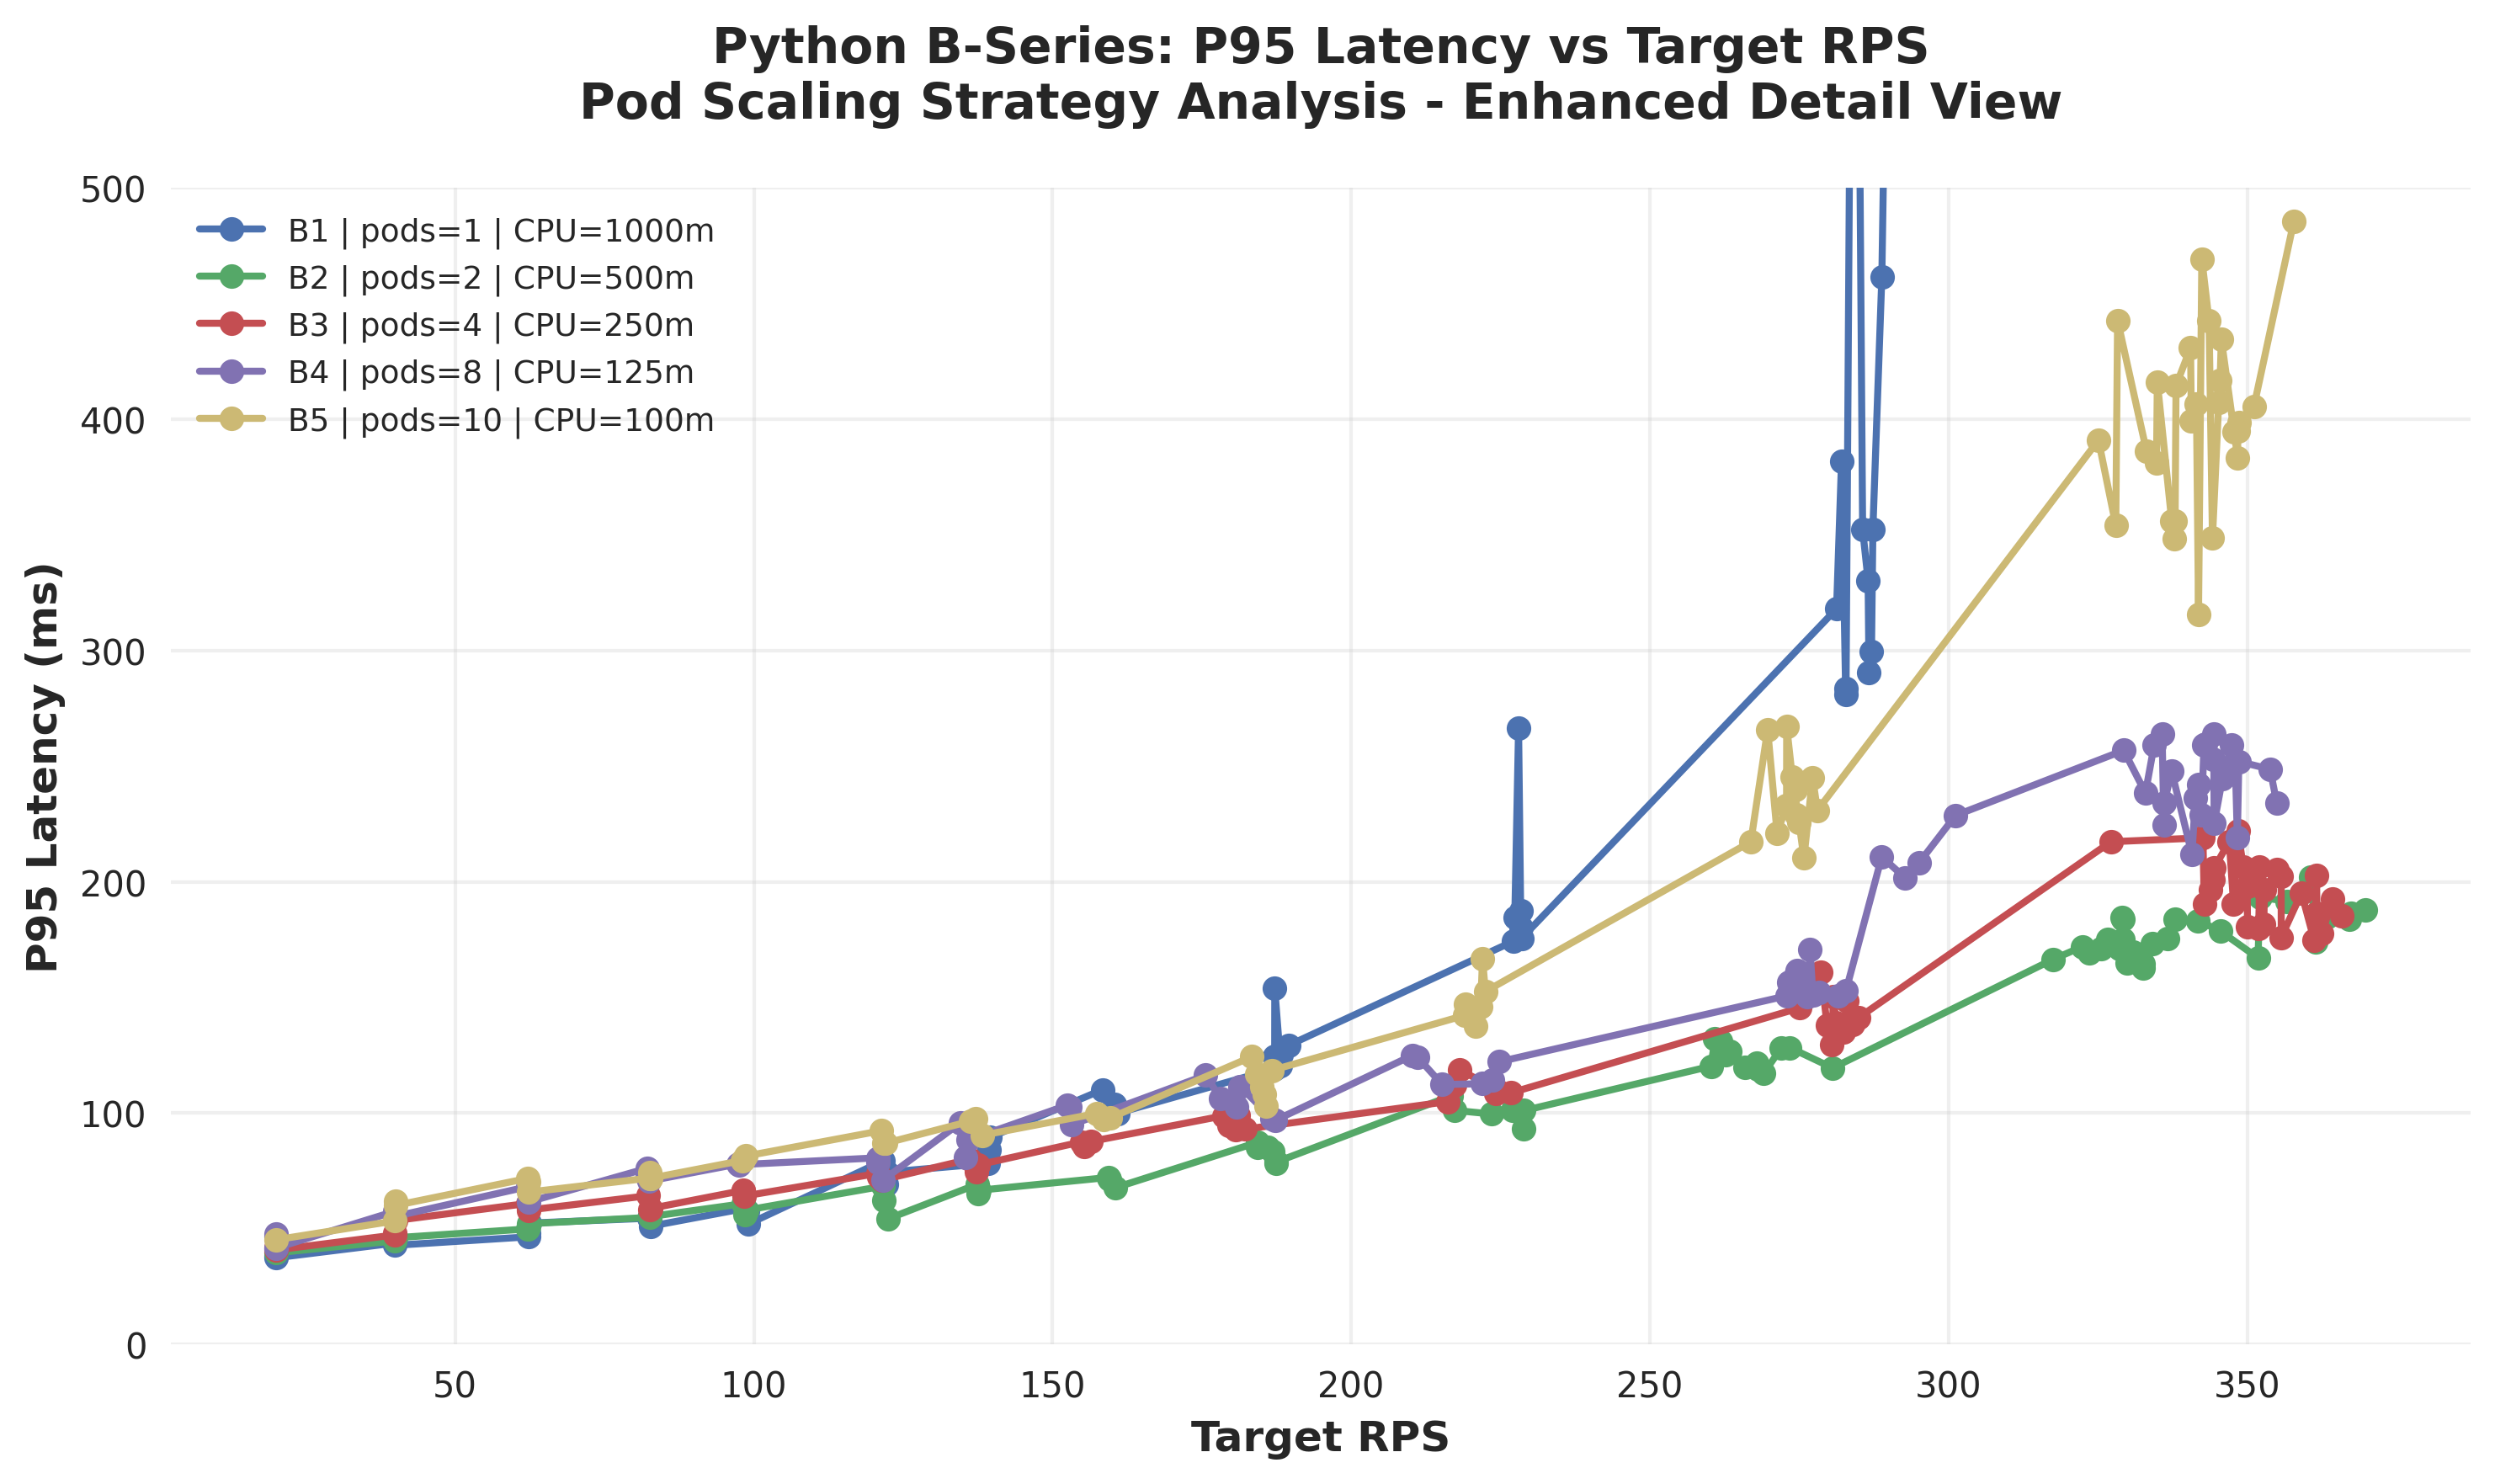 Python B-Series: P95 Latency vs Target RPS
Pod Scaling Strategy Analysis - Enhanced Detail View
500
400
300
200
100
0
P95 Latency (ms)
B1 | pods=1 | CPU=1000m
B2 | pods=2 | CPU=500m
B3 | pods=4 | CPU=250m
B4 | pods=8 | CPU=125m
B5 | pods=10 | CPU=100m
50 100 150 200 250 300 350
Target RPS